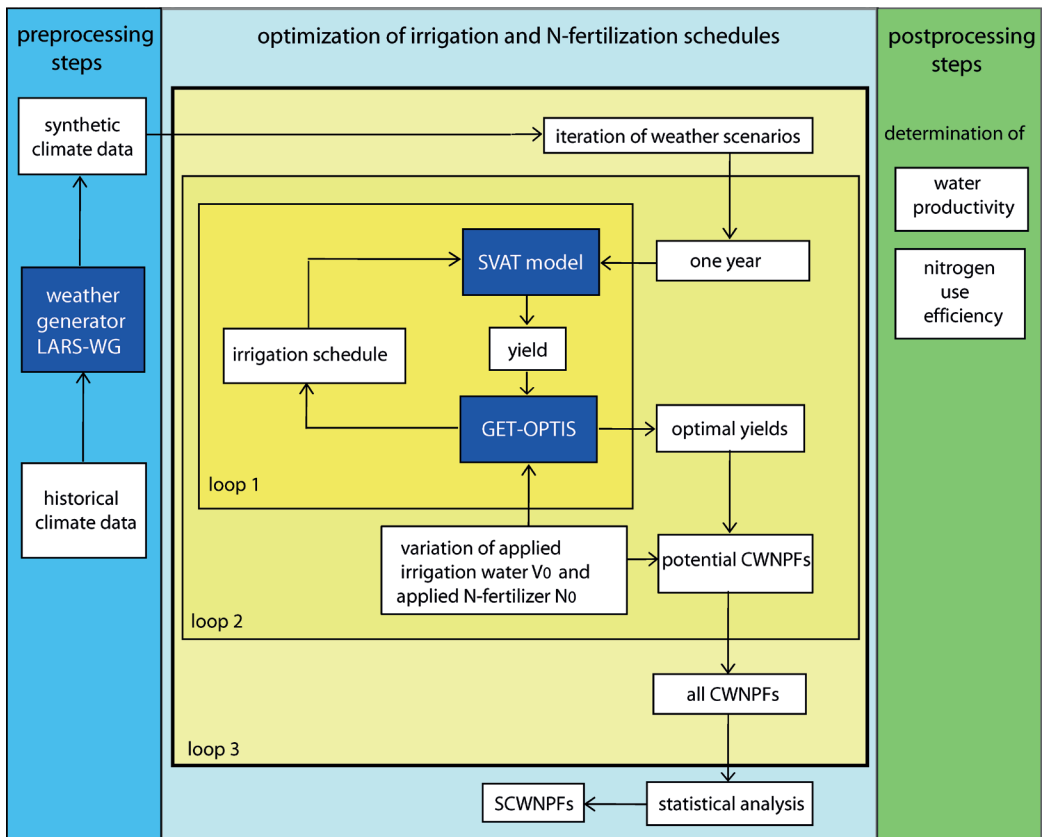 preprocessing
steps
synthetic
climate data
weather
generator
LARS-WG
historical
climate data
optimization of irrigation and N-fertilization schedules
iteration of weather scenarios
one year
SVAT model
yield
irrigation schedule
GET-OPTIS
optimal yields
loop 1
variation of applied
irrigation water V0 and
applied N-fertilizer N0
potential CWNPFs
loop 2
all CWNPFs
loop 3
statistical analysis
SCWNPFs
postprocessing
steps
determination of
water
productivity
nitrogen
use
efficiency